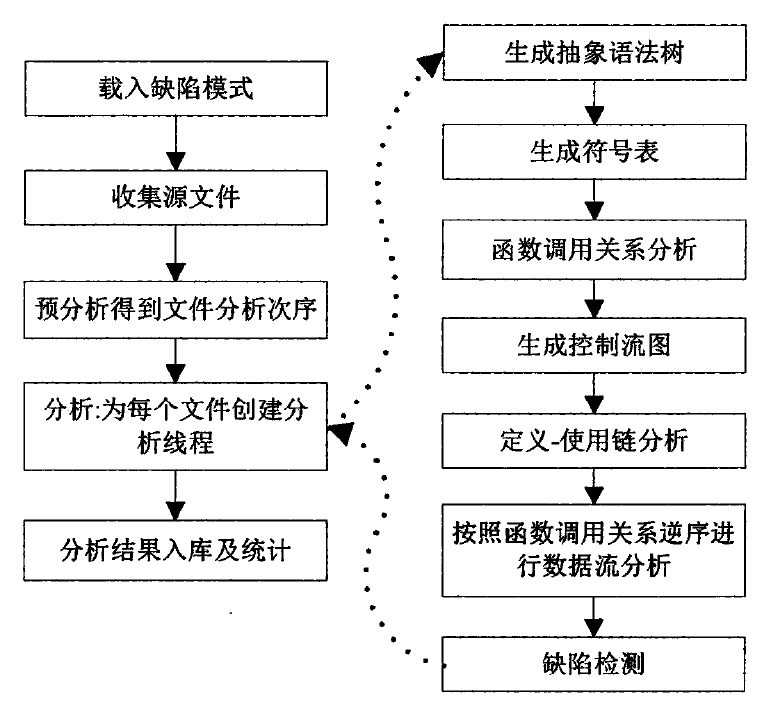 载入缺陷模式
收集源文件
预分析得到文件分析次序
分析:为每个文件创建分
析线程
分析结果入库及统计
生成抽象语法树
生成符号表
函数调用关系分析
生成控制流图
定义-使用链分析
按照函数调用关系逆序进
行数据流分析
缺陷检测